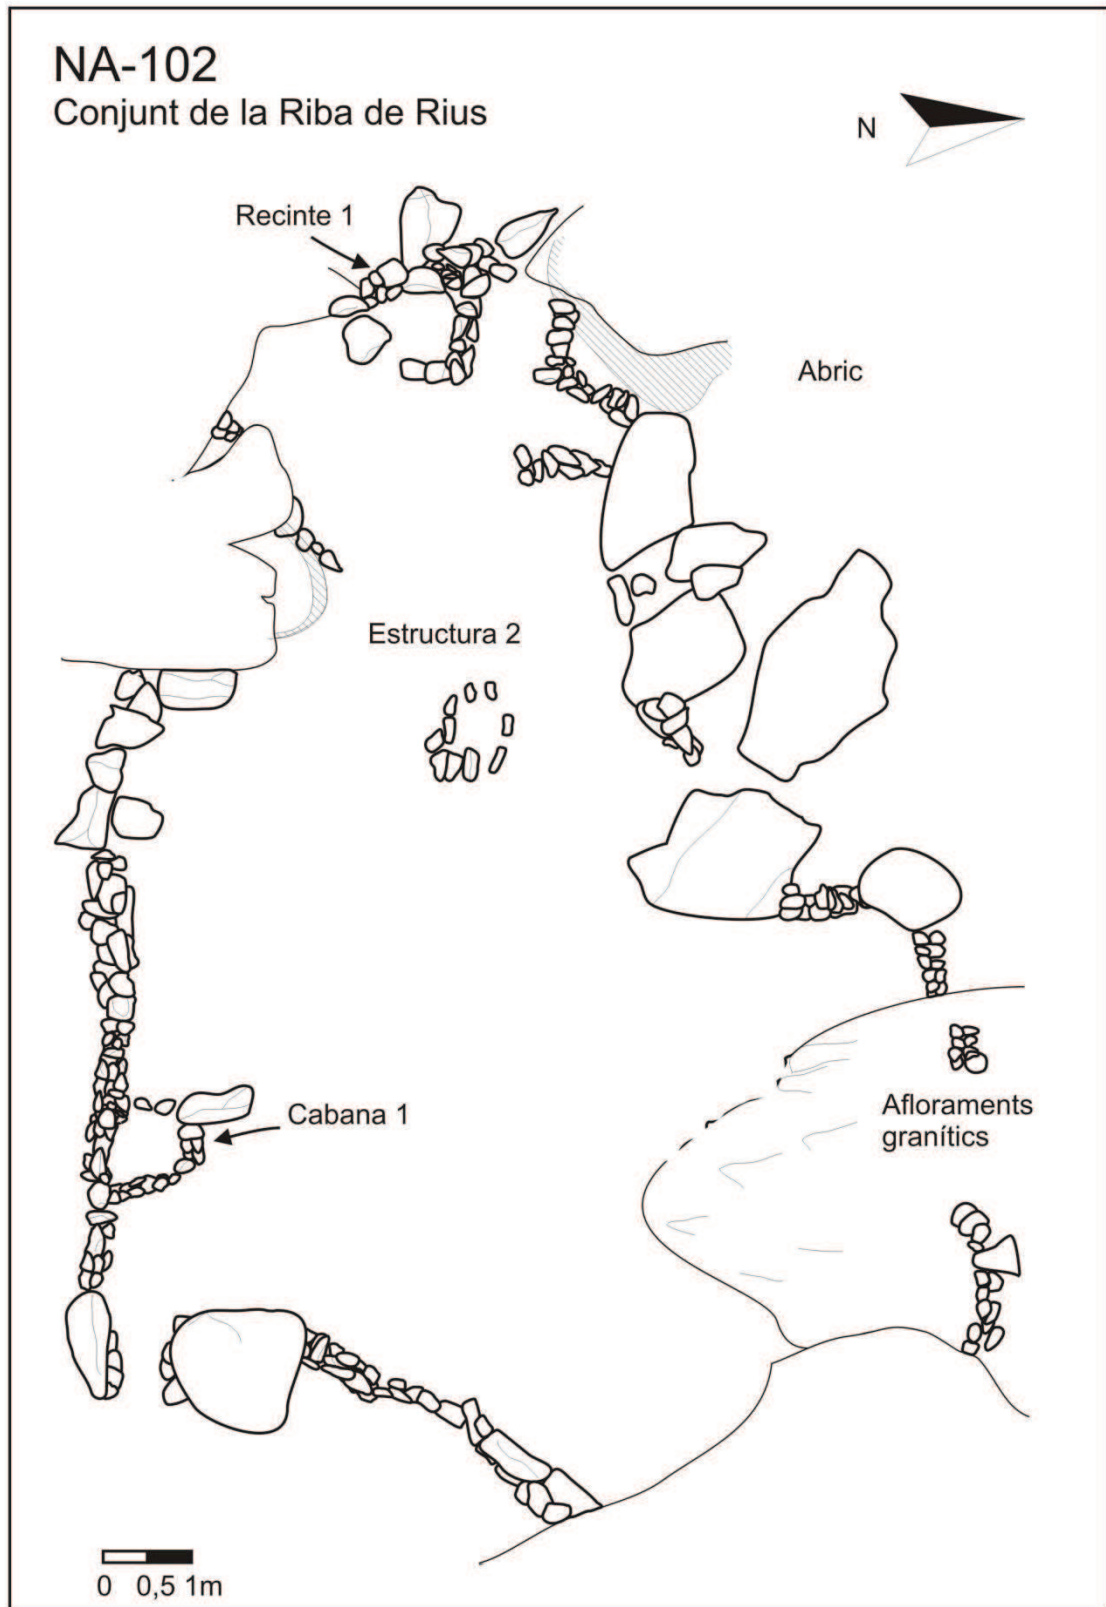 NA-102
Conjunt de la Riba de Rius
N
Recinte 1
Abric
Estructura 2
Cabana 1
Afloraments
granítics
0 0,5 1m